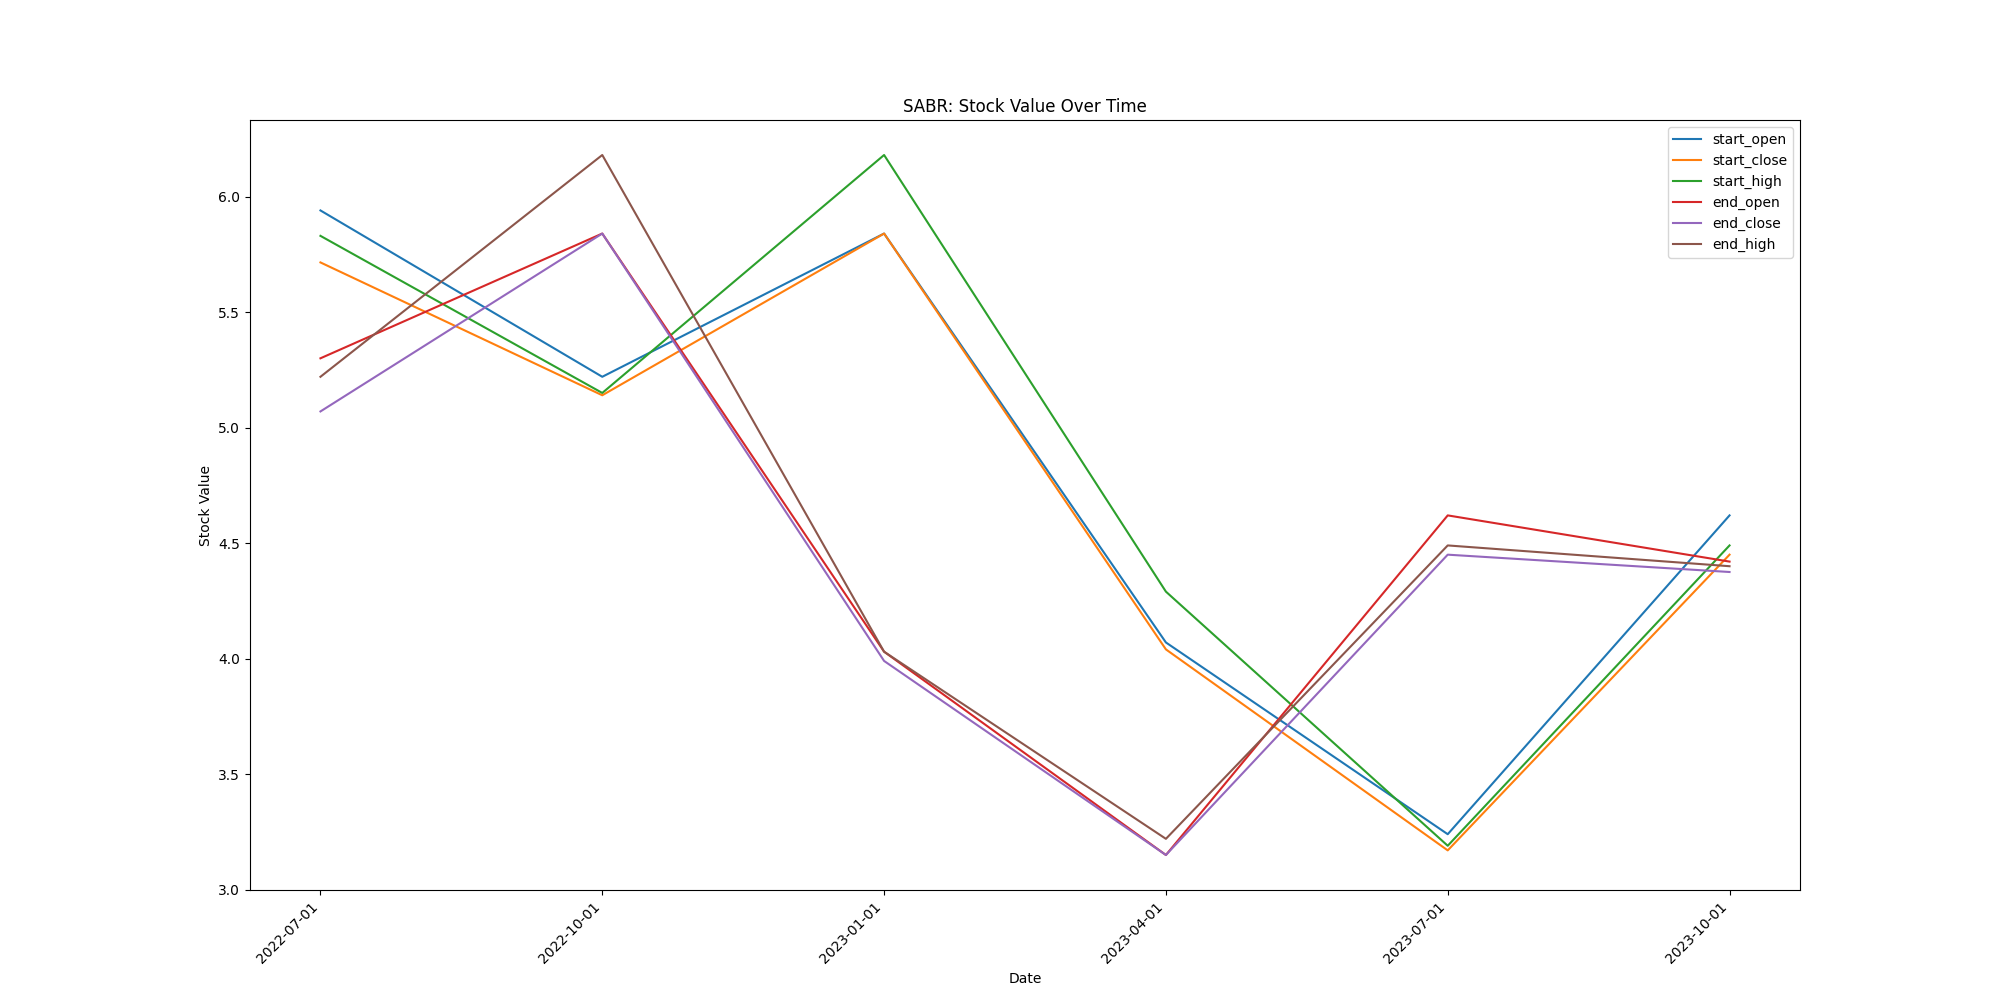 SABR: Stock Value Over Time
start_open
start_close
start_high
end_open
end_close
end_high
Stock Value
6.0
5.5
5.0
4.5
4.0
3.5
3.0
2022-07-01
2022-10-01
2023-01-01
2023-04-01
2023-07-01
2023-10-01
Date